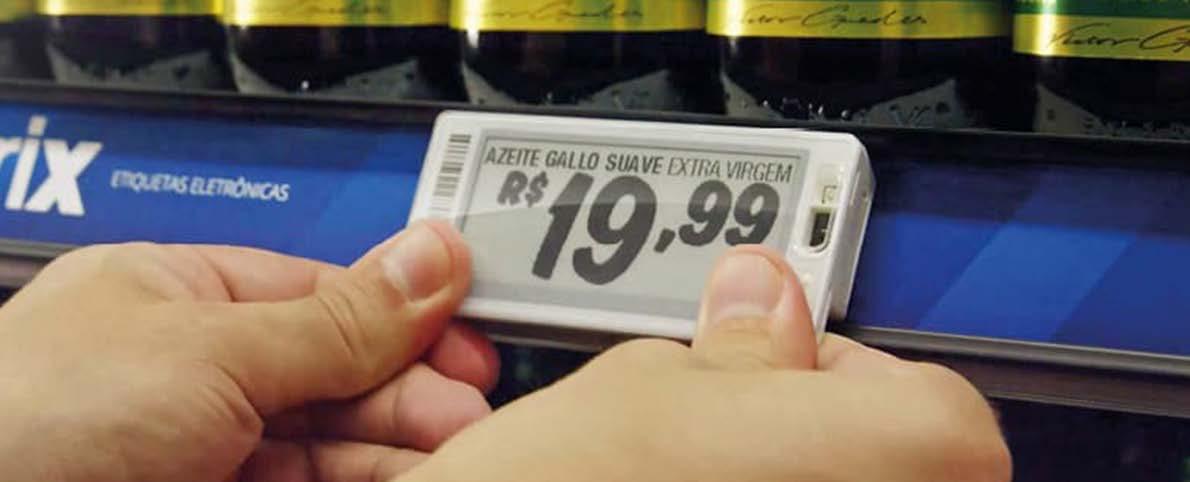 rix
ETIQUETAS ELETRÔNICAS
AZEITE GALLO SUAVE EXTRA VIRGEM
R$19,99